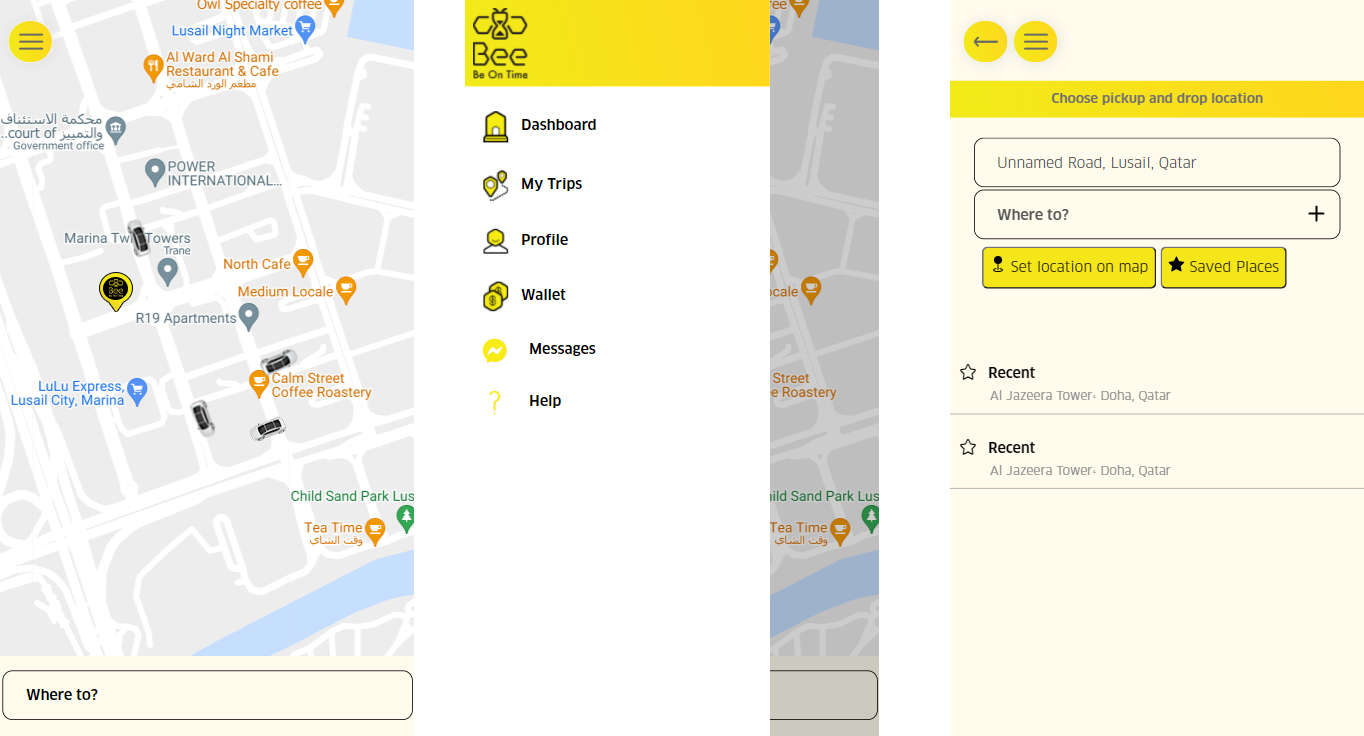 Owl Specialty coffee
Lusail Night Market
Al Ward Al Shami
Restaurant & Cafe
مطعم الورد الشامي
محكمة الاستئناف
والتمييز court of..
Government office
POWER
INTERNATIONAL...
Marina Twin Towers
Trane
North Cafe
Medium Locale
R19 Apartments
LuLu Express,
Lusail City, Marina
Calm Street
Coffee Roastery
Child Sand Park Lus
Tea Time
وقت الشاي
Where to?
Bee
Be On Time
Dashboard
My Trips
Profile
Wallet
Messages
Help
ee
ocale
Street
e Roastery
ild Sand Park Lus
Tea Time
وقت الشاي
Choose pickup and drop location
Unnamed Road, Lusail, Qatar
Where to?
Set location on map
Saved Places
Recent
Al Jazeera Tower، Doha, Qatar
Recent
Al Jazeera Tower، Doha, Qatar